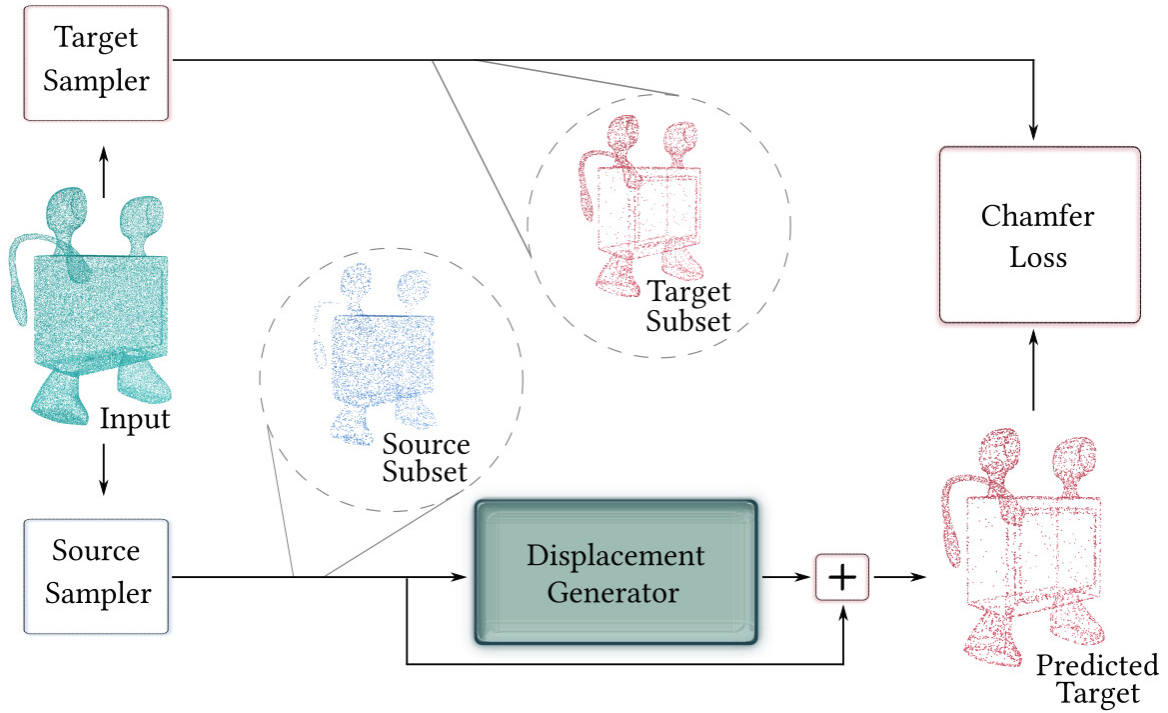 Target
Sampler
Target
Subset
Chamfer
Loss
Input
Source
Subset
Source
Sampler
Displacement
Generator
+
Predicted
Target